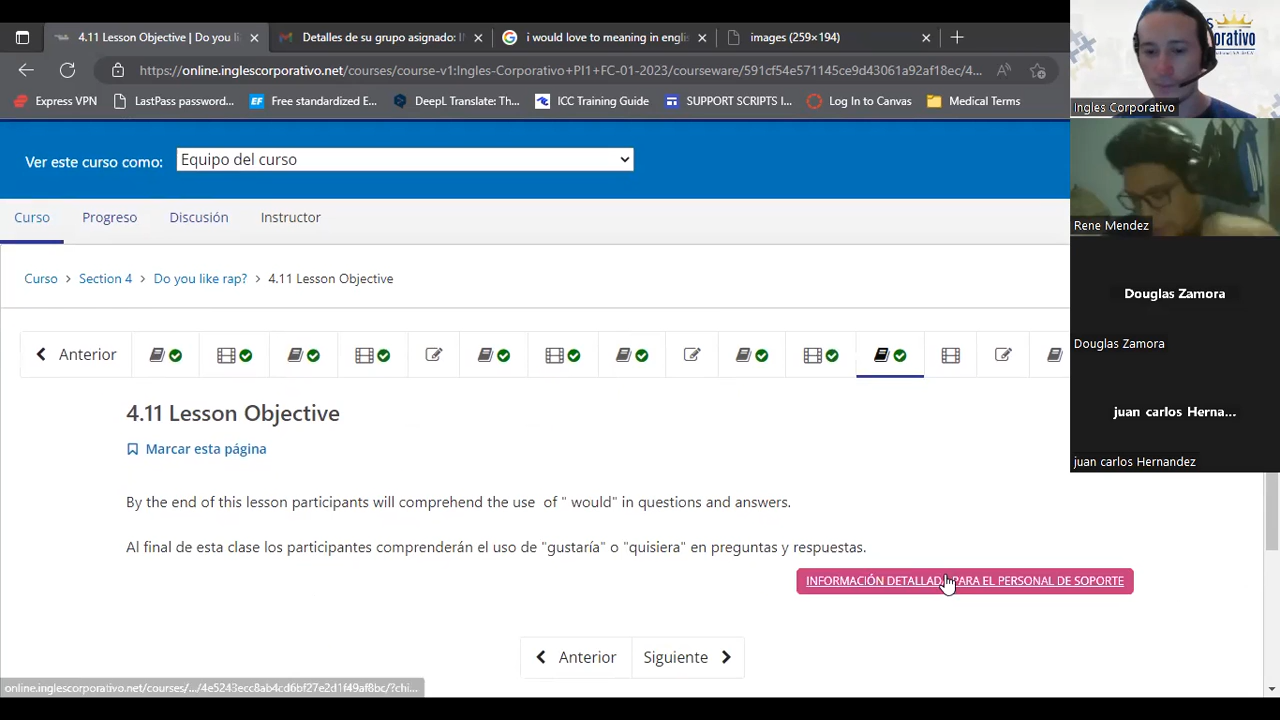 4.11 Lesson Objective | Do you li
Detalles de su grupo asignado: I
i would love to meaning in engli
images (259×194)
https://online.inglescorporativo.net/courses/course-v1:Ingles-Corporativo+PI1+FC-01-2023/courseware/591cf54e571145ce9d43061a92af18ec/4...
Express VPN
LastPass password...
Free standardized E...
DeepL Translate: Th...
ICC Training Guide
SUPPORT SCRIPTS I...
Log In to Canvas
Medical Terms
Ver este curso como:
Equipo del curso
Curso
Progreso
Discusión
Instructor
Curso > Section 4 > Do you like rap? > 4.11 Lesson Objective
Anterior
4.11 Lesson Objective
Marcar esta página
By the end of this lesson participants will comprehend the use of " would" in questions and answers.
Al final de esta clase los participantes comprenderán el uso de "gustaría" o "quisiera" en preguntas y respuestas.
INFORMACIÓN DETALLADA PARA EL PERSONAL DE SOPORTE
Anterior
Siguiente
online.inglescorporativo.net/courses/.../4e5243ecc8ab4cd6bf27e2d1f49af8bc/?chi...
orativo
Ingles Corporativo
Rene Mendez
Douglas Zamora
Douglas Zamora
juan carlos Herna...
juan carlos Hernandez